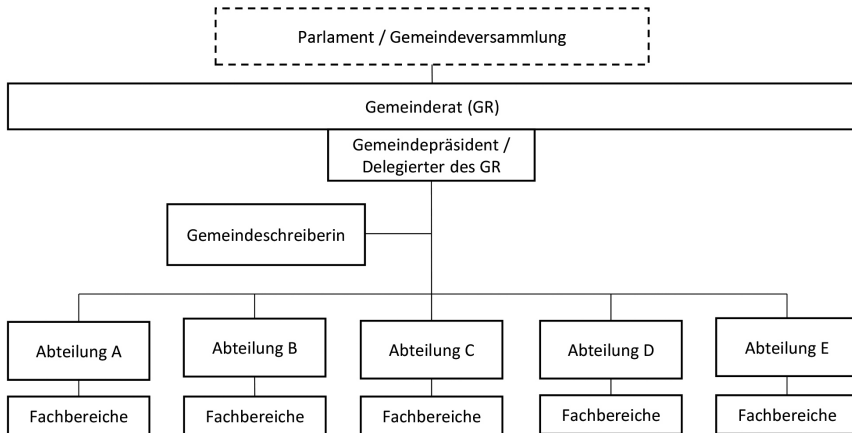 Parlament / Gemeindeversammlung
Gemeinderat (GR)
Gemeindepräsident /
Delegierter des GR
Gemeindeschreiberin
Abteilung A
Abteilung B
Abteilung C
Abteilung D
Abteilung E
Fachbereiche
Fachbereiche
Fachbereiche
Fachbereiche
Fachbereiche